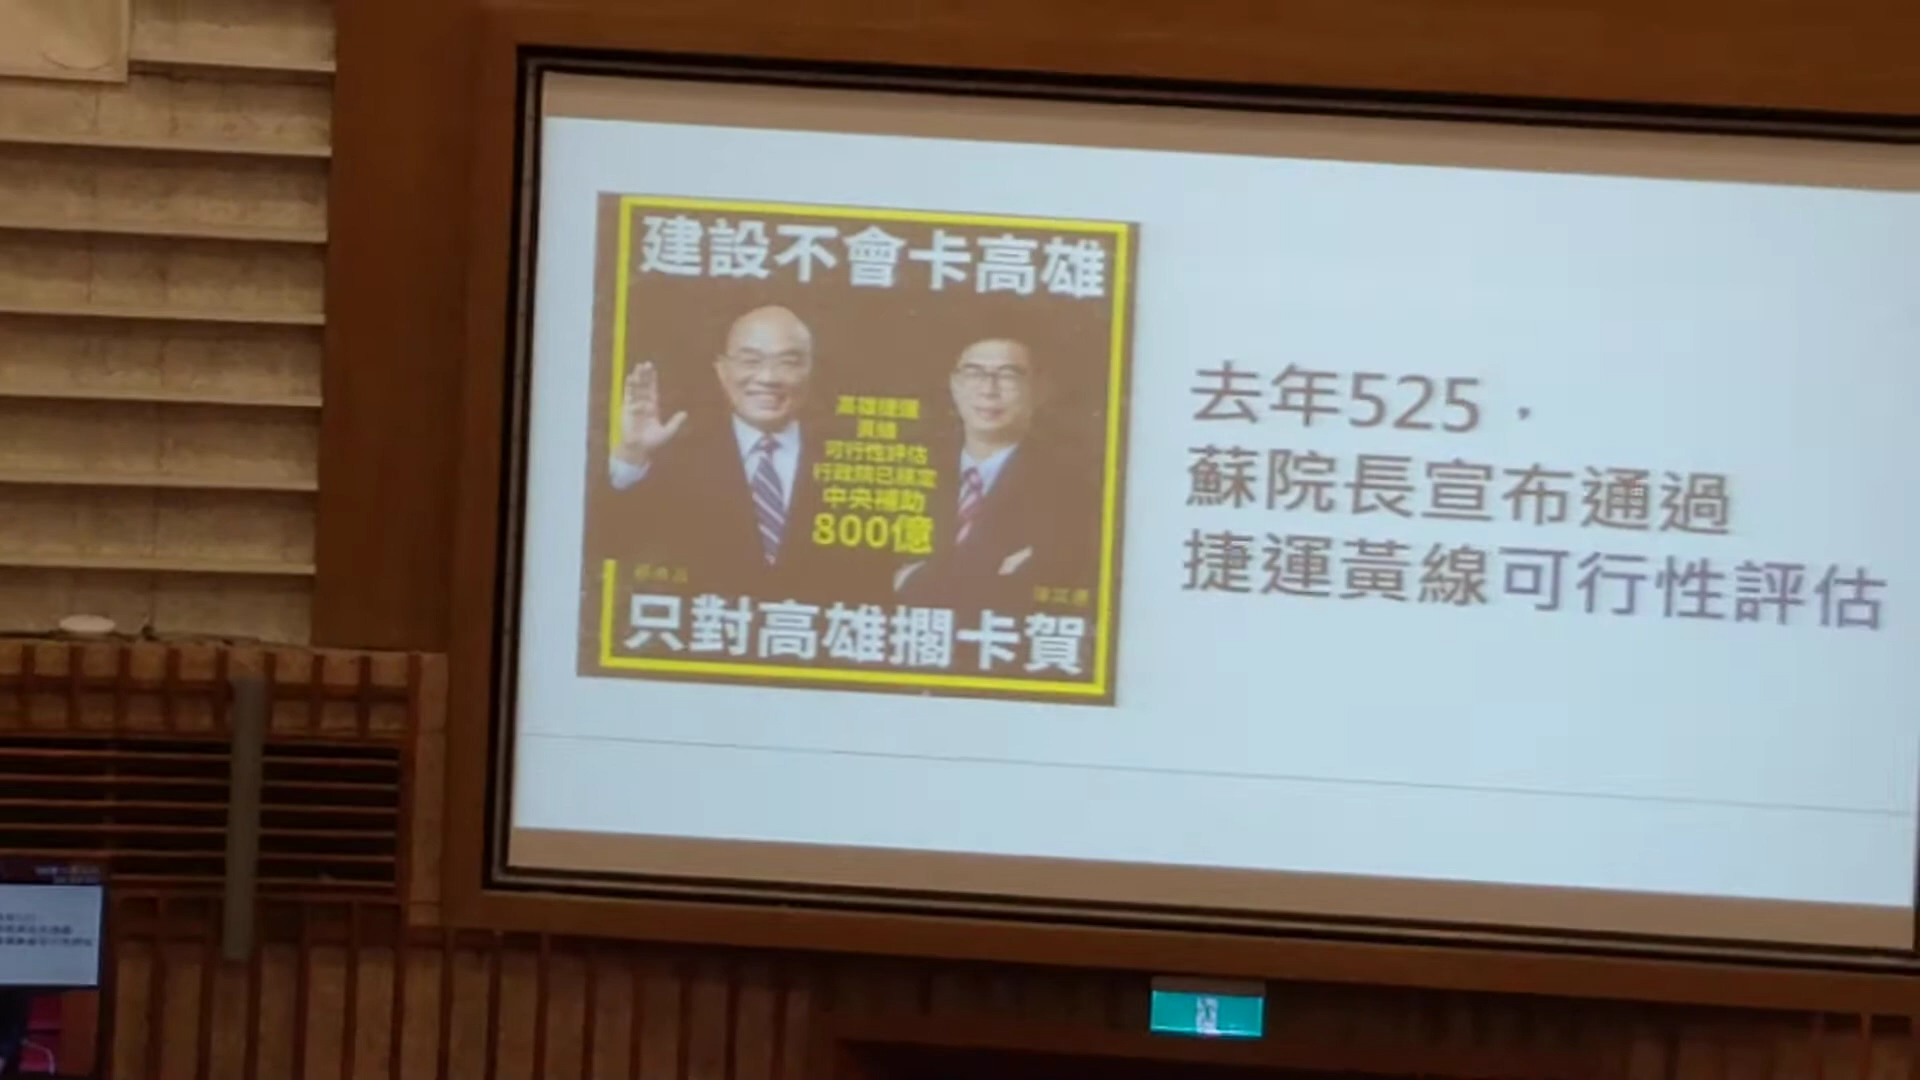 建設不會卡高雄
高雄捷運
黃線
可行性評估
行政院已核定
中央補助
800億
只對高雄擱卡賀
去年525，
蘇院長宣布通過
捷運黃線可行性評估